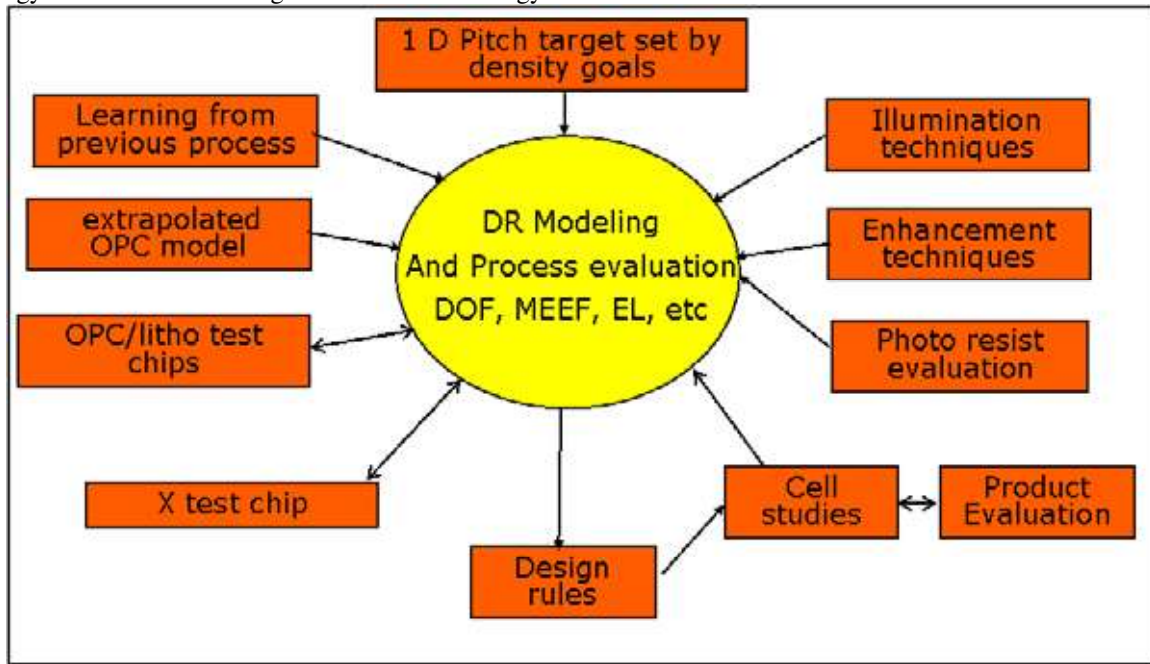 1 D Pitch target set by
density goals
Learning from
previous process
Illumination
techniques
extrapolated
OPC model
DR Modeling
And Process evaluation
DOF, MEEF, EL, etc
Enhancement
techniques
OPC/litho test
chips
Photo resist
evaluation
X test chip
Cell
studies
Product
Evaluation
Design
rules